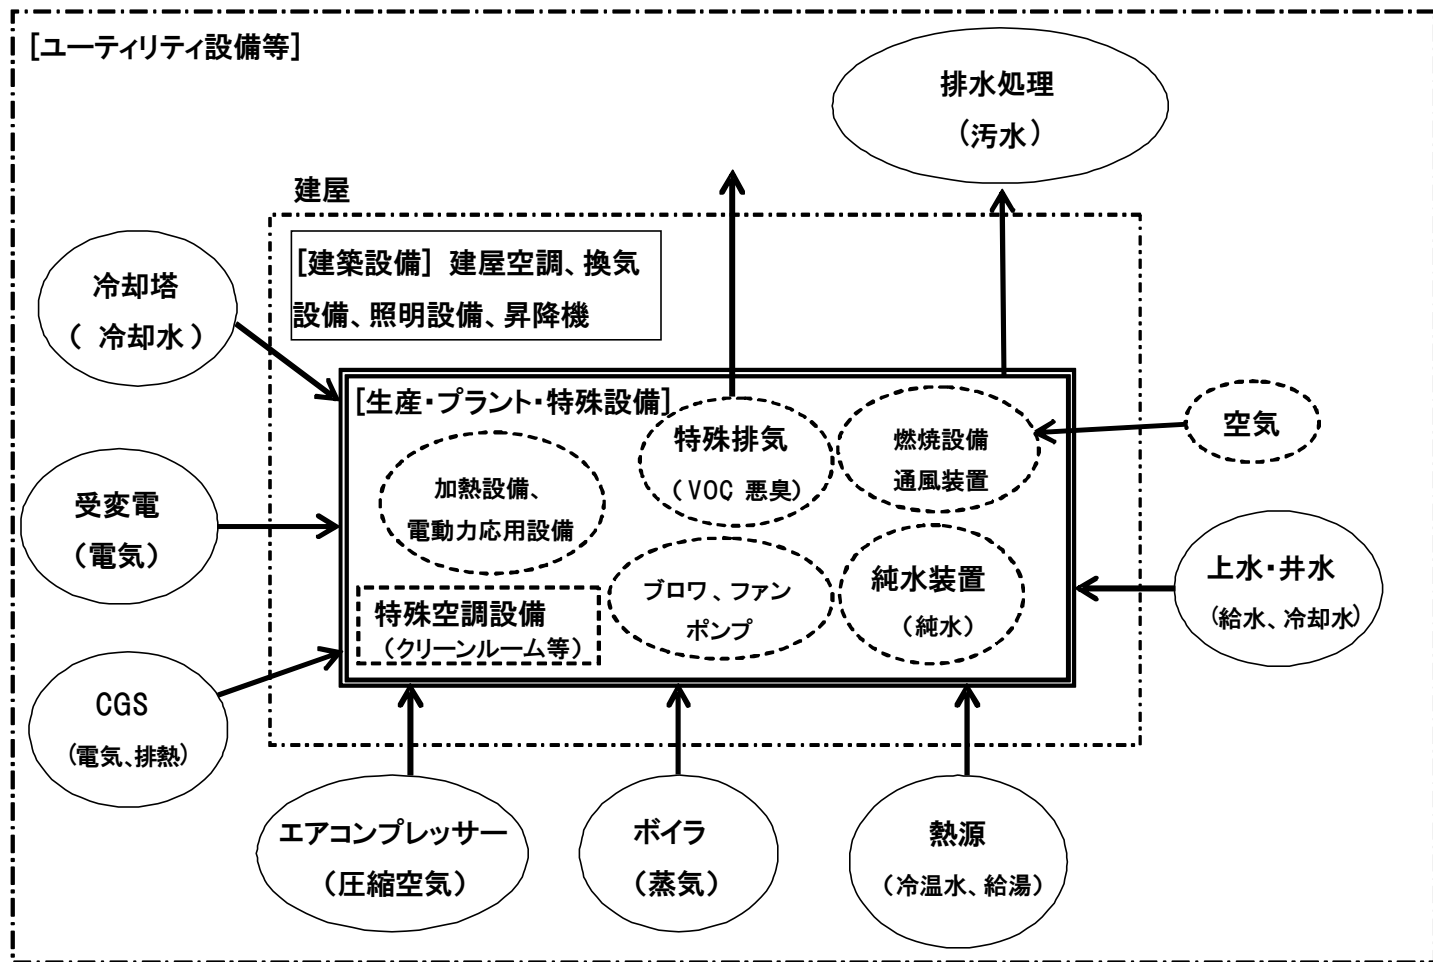 [ユーティリティ設備等]
排水処理
（汚水）
建屋
[建築設備] 建屋空調、換気
設備、照明設備、昇降機
冷却塔
（ 冷却水 ）
[生産・プラント・特殊設備]
特殊排気
（VOC 悪臭）
燃焼設備
通風装置
空気
加熱設備、
電動力応用設備
受変電
（電気）
ブロワ、ファン
ポンプ
純水装置
（純水）
上水・井水
（給水、冷却水）
特殊空調設備
（クリーンルーム等）
CGS
（電気、排熱）
エアコンプレッサー
（圧縮空気）
ボイラ
（蒸気）
熱源
（冷温水、給湯）